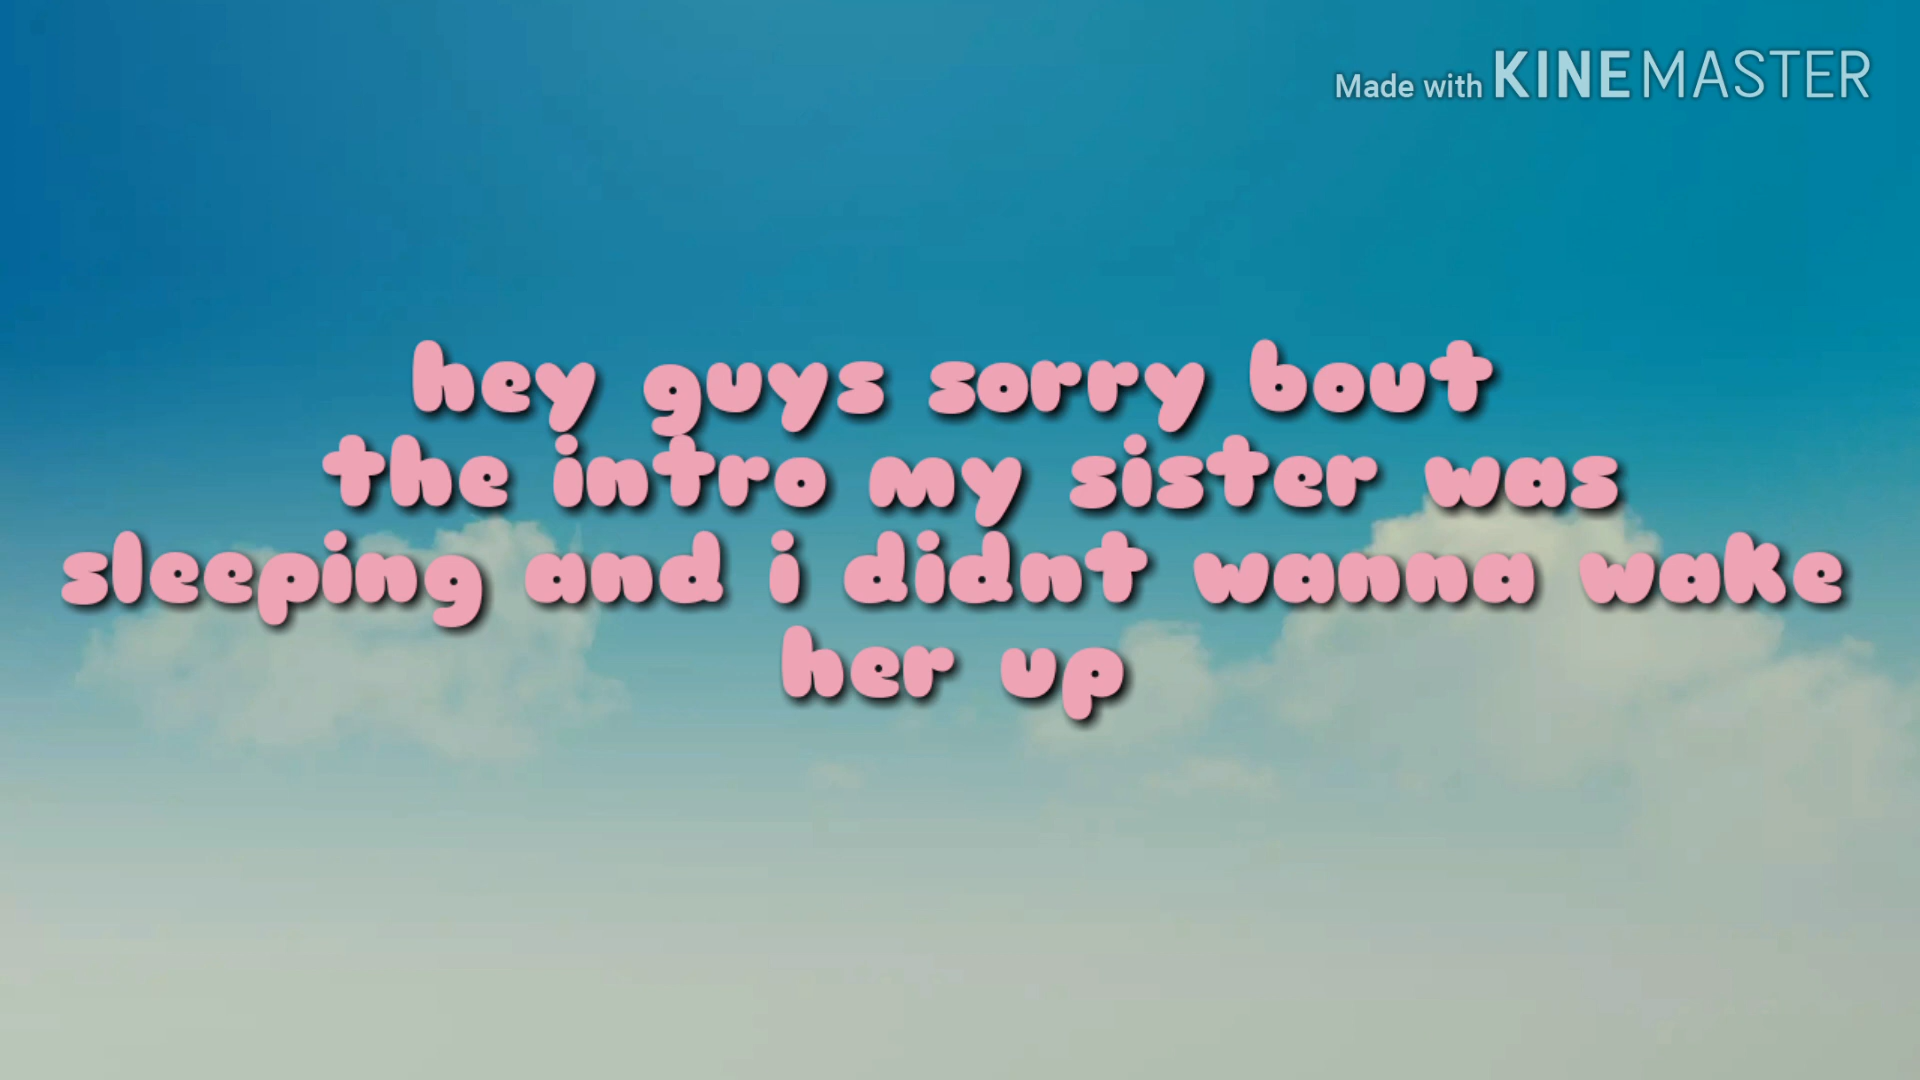 Made with KINEMASTER
hey guys sorry bout
the intro my sister was
sleeping and i didnt wanna wake
her up